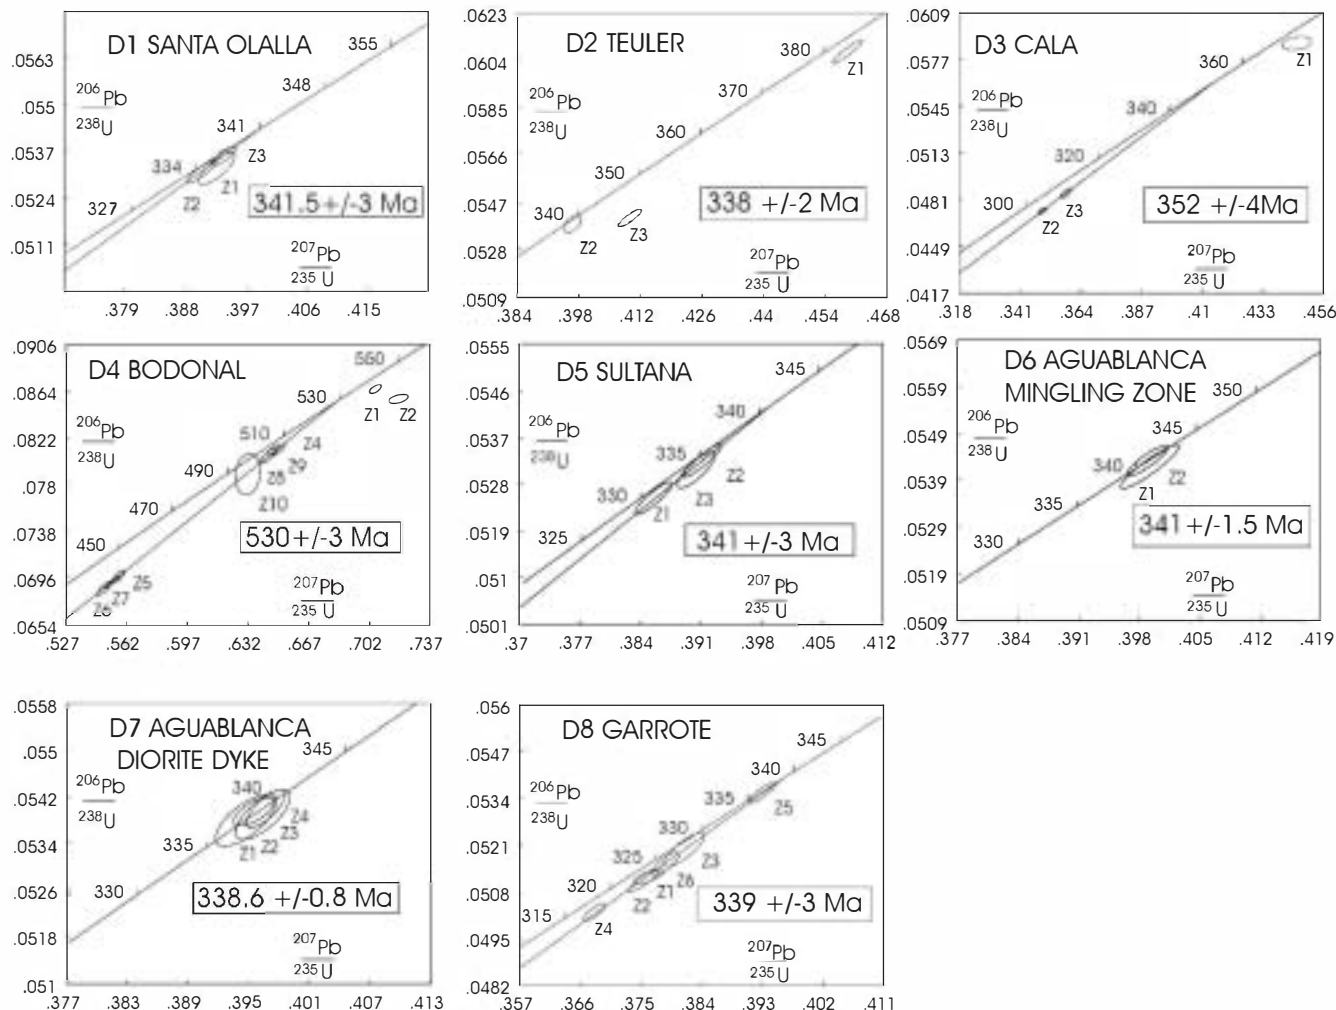 D1 SANTA OLALLA
206Pb
238U
.0563
.055
.0537
.0524
.0511
355
348
341
334
327
Z3
Z1
Z2
341.5+/-3 Ma
207Pb
235U
.379
.388
.397
.406
.415
D2 TEULER
206Pb
238U
.0623
.0604
.0585
.0566
.0547
.0528
.0509
380
370
360
350
340
Z1
Z2
Z3
338 +/-2 Ma
207Pb
235U
.384
.398
.412
.426
.44
.454
.468
D3 CALA
206Pb
238U
.0609
.0577
.0545
.0513
.0481
.0449
.0417
360
340
320
300
Z1
Z3
Z2
352 +/-4Ma
207Pb
235U
.318
.341
.364
.387
.41
.433
.456
D4 BODONAL
206Pb
238U
.0906
.0864
.0822
.078
.0738
.0696
.0654
550
530
510
490
470
450
Z1
Z2
Z4
Z9
Z8
Z10
Z5
Z7
Z6
530+/-3 Ma
207Pb
235U
.527
.562
.597
.632
.667
.702
.737
D5 SULTANA
206Pb
238U
.0555
.0546
.0537
.0528
.0519
.051
.0501
345
340
335
330
325
Z2
Z3
Z1
341 +/-3 Ma
207Pb
235U
.37
.377
.384
.391
.398
.405
.412
D6 AGUABLANCA
MINGLING ZONE
206Pb
238U
.0569
.0559
.0549
.0539
.0529
.0519
.0509
350
345
340
335
330
Z2
Z1
341 +/-1.5 Ma
207Pb
235U
.377
.384
.391
.398
.405
.412
.419
D7 AGUABLANCA
DIORITE DYKE
206Pb
238U
.0558
.055
.0542
.0534
.0526
.0518
.051
345
340
335
330
Z4
Z3
Z2
Z1
338.6 +/-0.8 Ma
207Pb
235U
.377
.383
.389
.395
.401
.407
.413
D8 GARROTE
206Pb
238U
.056
.0547
.0534
.0521
.0508
.0495
.0482
345
340
335
330
325
320
315
Z5
Z3
Z6
Z1
Z2
Z4
339 +/-3 Ma
207Pb
235U
.357
.366
.375
.384
.393
.402
.411